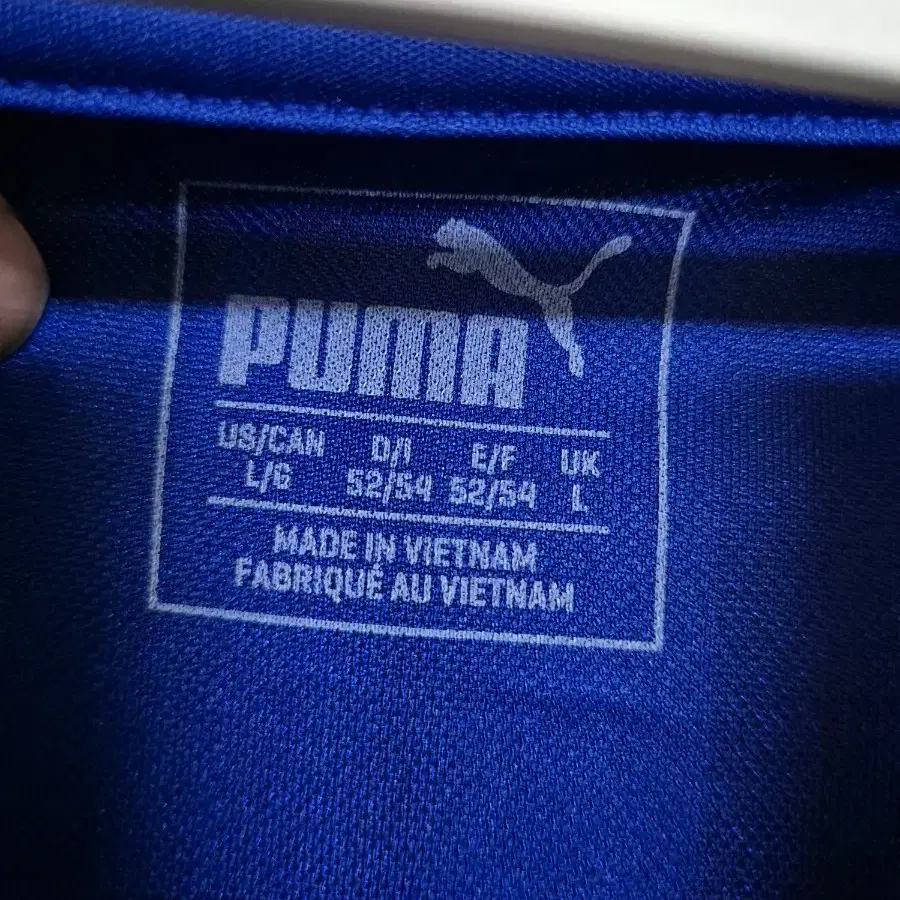 PUMA
US/CAN D/I E/F UK
L/G 52/54 52/54 L
MADE IN VIETNAM
FABRIQUÉ AU VIETNAM